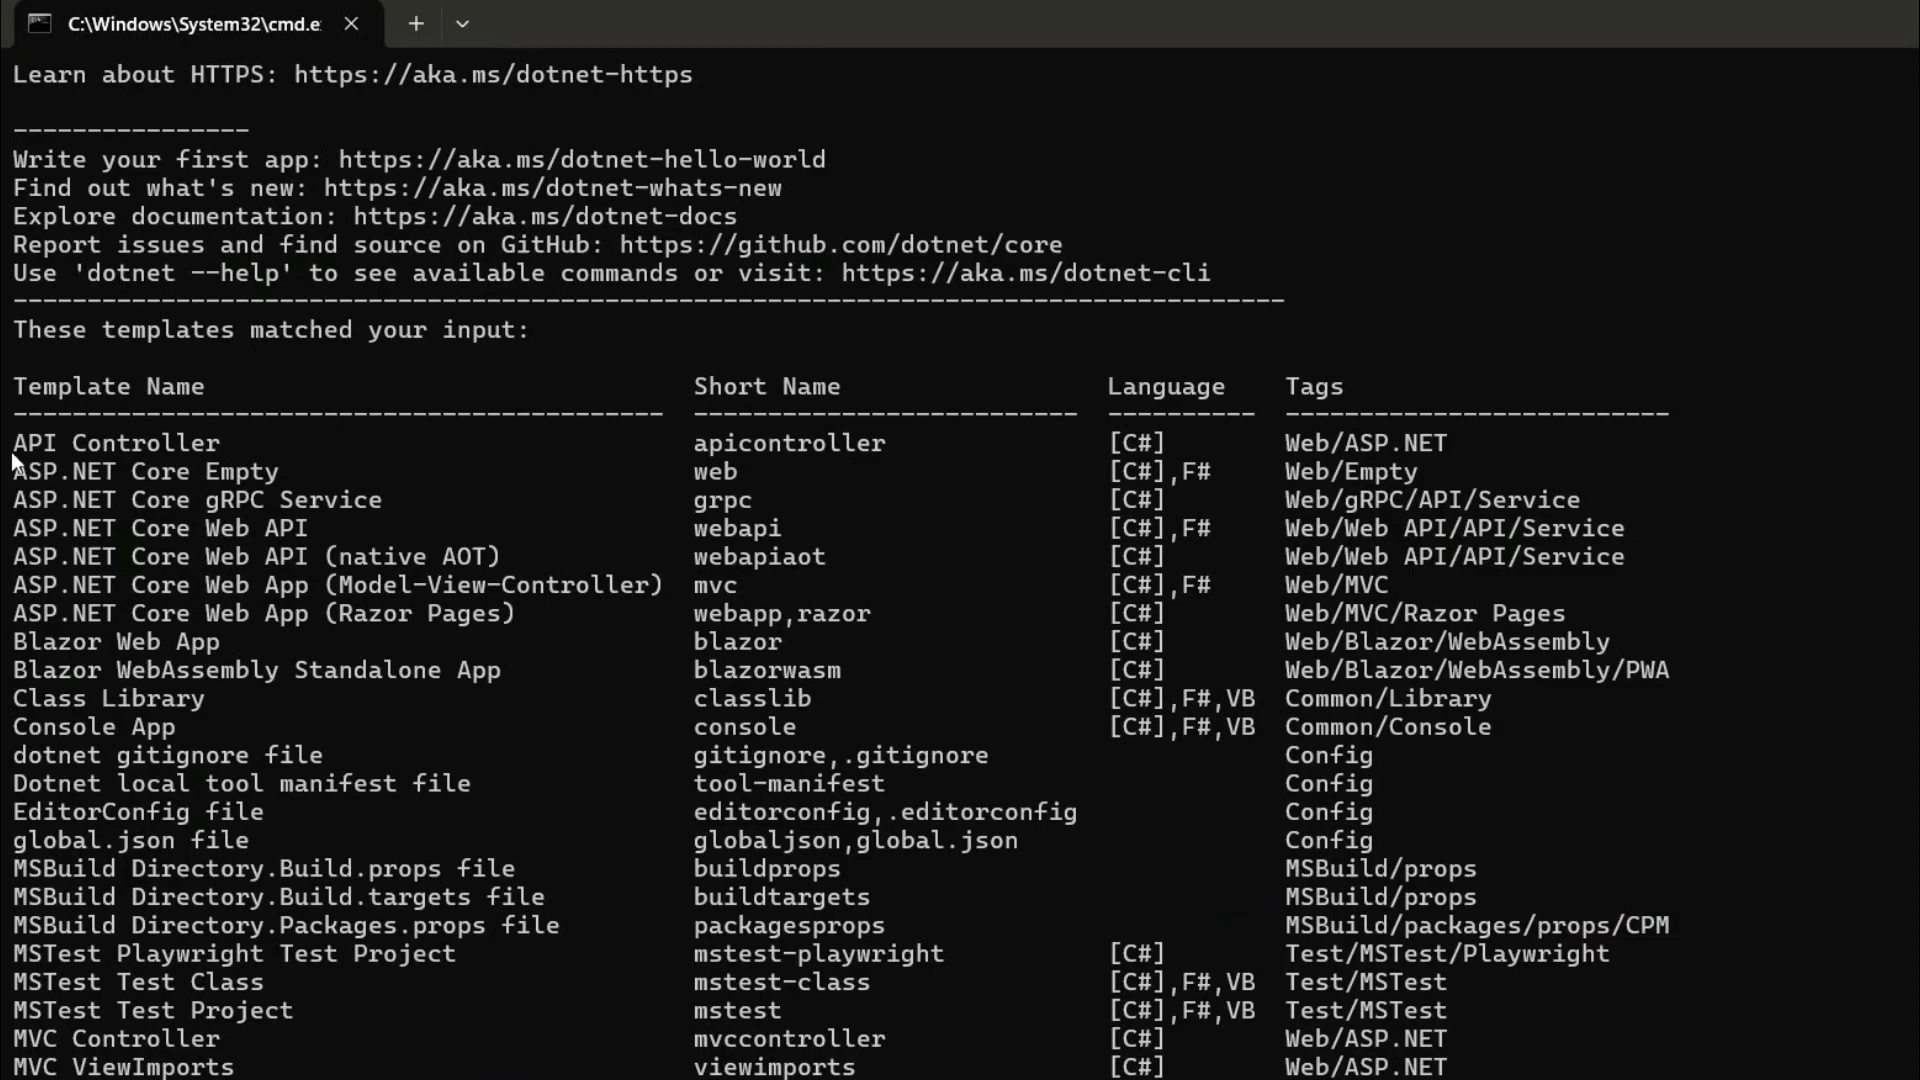 C:\Windows\System32\cmd.e
Learn about HTTPS: https://aka.ms/dotnet-https
----------------
Write your first app: https://aka.ms/dotnet-hello-world
Find out what's new: https://aka.ms/dotnet-whats-new
Explore documentation: https://aka.ms/dotnet-docs
Report issues and find source on GitHub: https://github.com/dotnet/core
Use 'dotnet --help' to see available commands or visit: https://aka.ms/dotnet-cli
--------------------------------------------------------------------------------------
These templates matched your input:
Template Name Short Name Language Tags
-------------------------------------------- -------------------------- ---------- --------------------------
API Controller apicontroller [C#] Web/ASP.NET
ASP.NET Core Empty web [C#],F# Web/Empty
ASP.NET Core gRPC Service grpc [C#] Web/gRPC/API/Service
ASP.NET Core Web API webapi [C#],F# Web/Web API/API/Service
ASP.NET Core Web API (native AOT) webapiaot [C#] Web/Web API/API/Service
ASP.NET Core Web App (Model-View-Controller) mvc [C#],F# Web/MVC
ASP.NET Core Web App (Razor Pages) webapp,razor [C#] Web/MVC/Razor Pages
Blazor Web App blazor [C#] Web/Blazor/WebAssembly
Blazor WebAssembly Standalone App blazorwasm [C#] Web/Blazor/WebAssembly/PWA
Class Library classlib [C#],F#,VB Common/Library
Console App console [C#],F#,VB Common/Console
dotnet gitignore file gitignore,.gitignore Config
Dotnet local tool manifest file tool-manifest Config
EditorConfig file editorconfig,.editorconfig Config
global.json file globaljson,global.json Config
MSBuild Directory.Build.props file buildprops MSBuild/props
MSBuild Directory.Build.targets file buildtargets MSBuild/props
MSBuild Directory.Packages.props file packagesprops MSBuild/packages/props/CPM
MSTest Playwright Test Project mstest-playwright [C#] Test/MSTest/Playwright
MSTest Test Class mstest-class [C#],F#,VB Test/MSTest
MSTest Test Project mstest [C#],F#,VB Test/MSTest
MVC Controller mvccontroller [C#] Web/ASP.NET
MVC ViewImports viewimports [C#] Web/ASP.NET